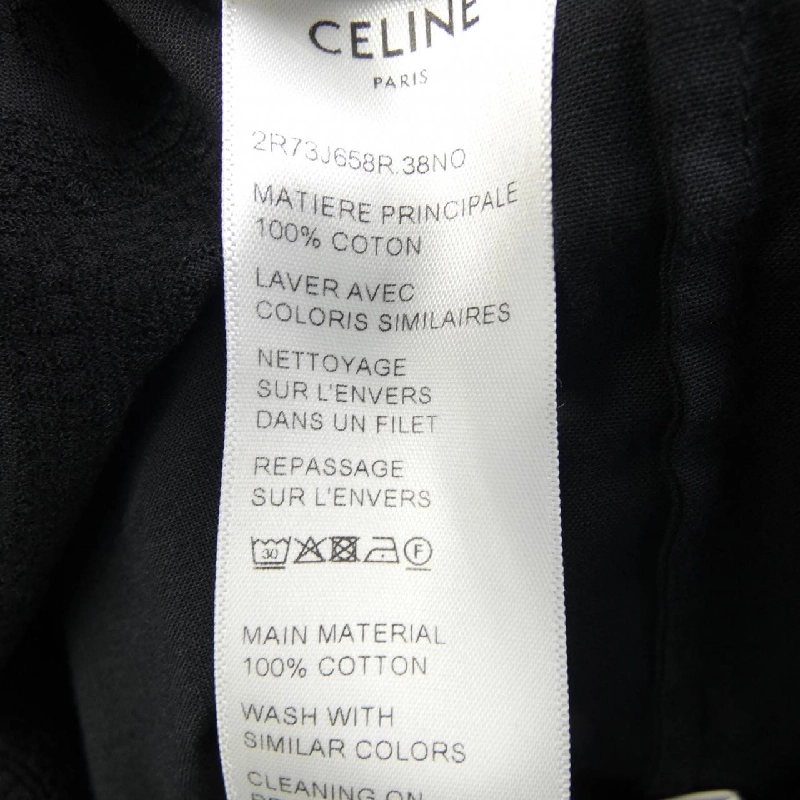 CELINE
PARIS
2R73J658R.38NO
MATIERE PRINCIPALE
100% COTON
LAVER AVEC
COLORIS SIMILAIRES
NETTOYAGE
SUR L'ENVERS
DANS UN FILET
REPASSAGE
SUR L'ENVERS
30 F
MAIN MATERIAL
100% COTTON
WASH WITH
SIMILAR COLORS
CLEANING ON